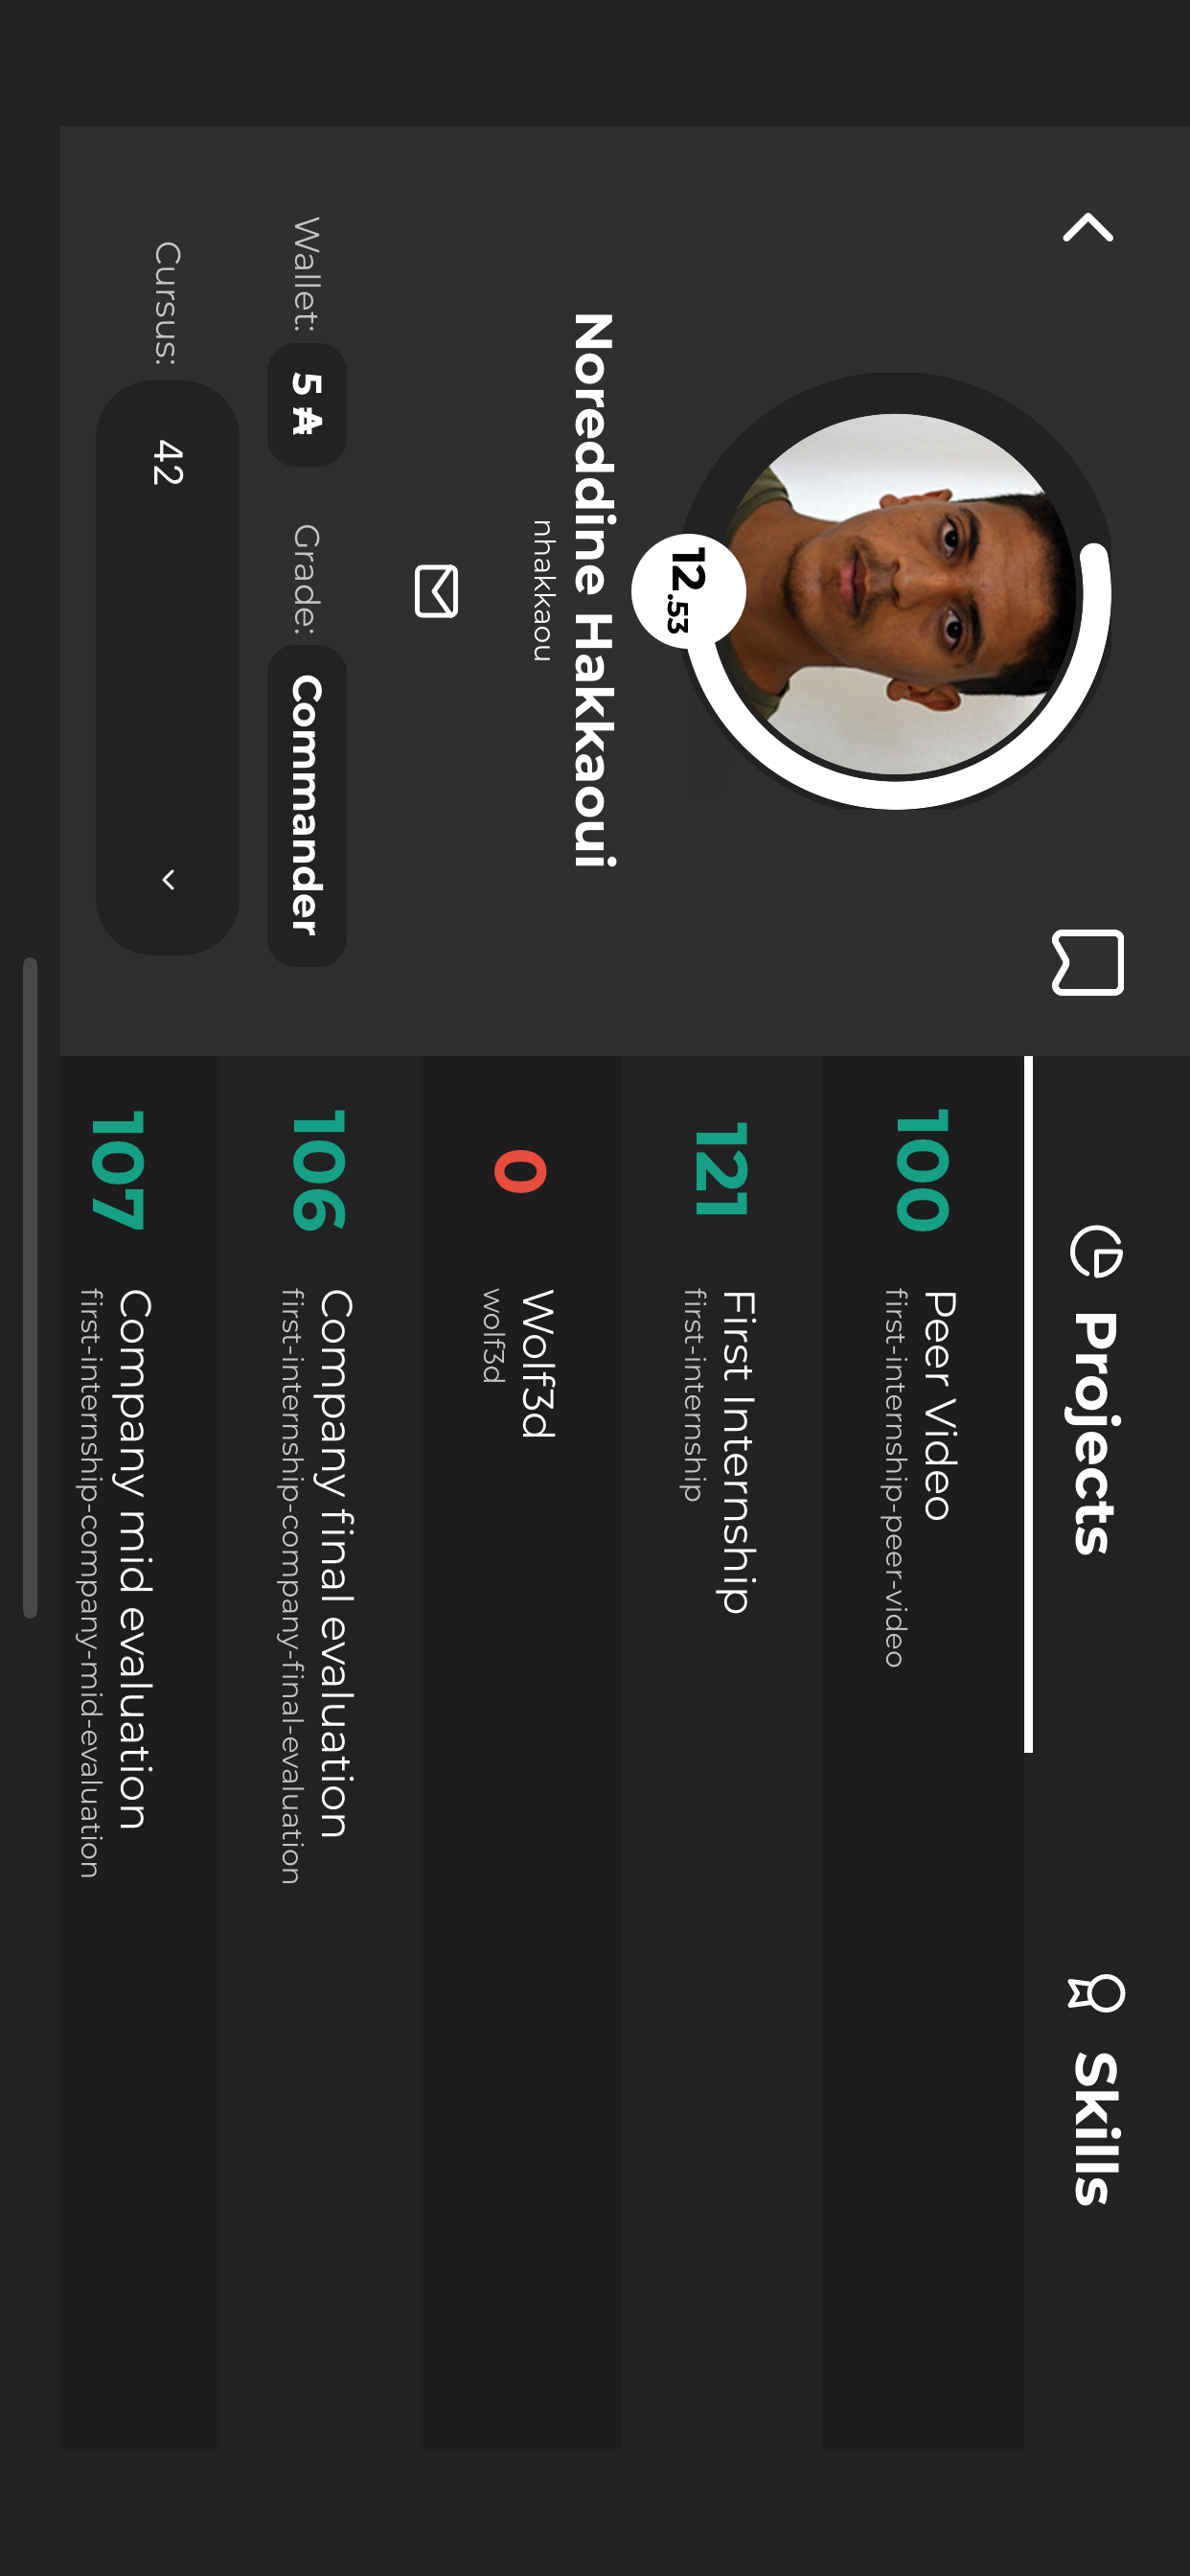 12.53
Noreddine Hakkaoui
nhakkaou
Wallet: 5 ₳ Grade: Commander
Cursus: 42
Projects Skills
100 Peer Video
first-internship-peer-video
121 First Internship
first-internship
0 Wolf3d
wolf3d
106 Company final evaluation
first-internship-company-final-evaluation
107 Company mid evaluation
first-internship-company-mid-evaluation